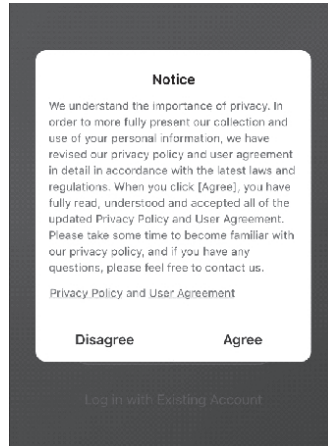 Notice
We understand the importance of privacy. In
order to more fully present our collection and
use of your personal information, we have
revised our privacy policy and user agreement
in detail in accordance with the latest laws and
regulations. When you click [Agree], you have
fully read, understood and accepted all of the
updated Privacy Policy and User Agreement.
Please take some time to become familiar with
our privacy policy, and if you have any
questions, please feel free to contact us.
Privacy Policy and User Agreement
Disagree Agree
Log in with Existing Account